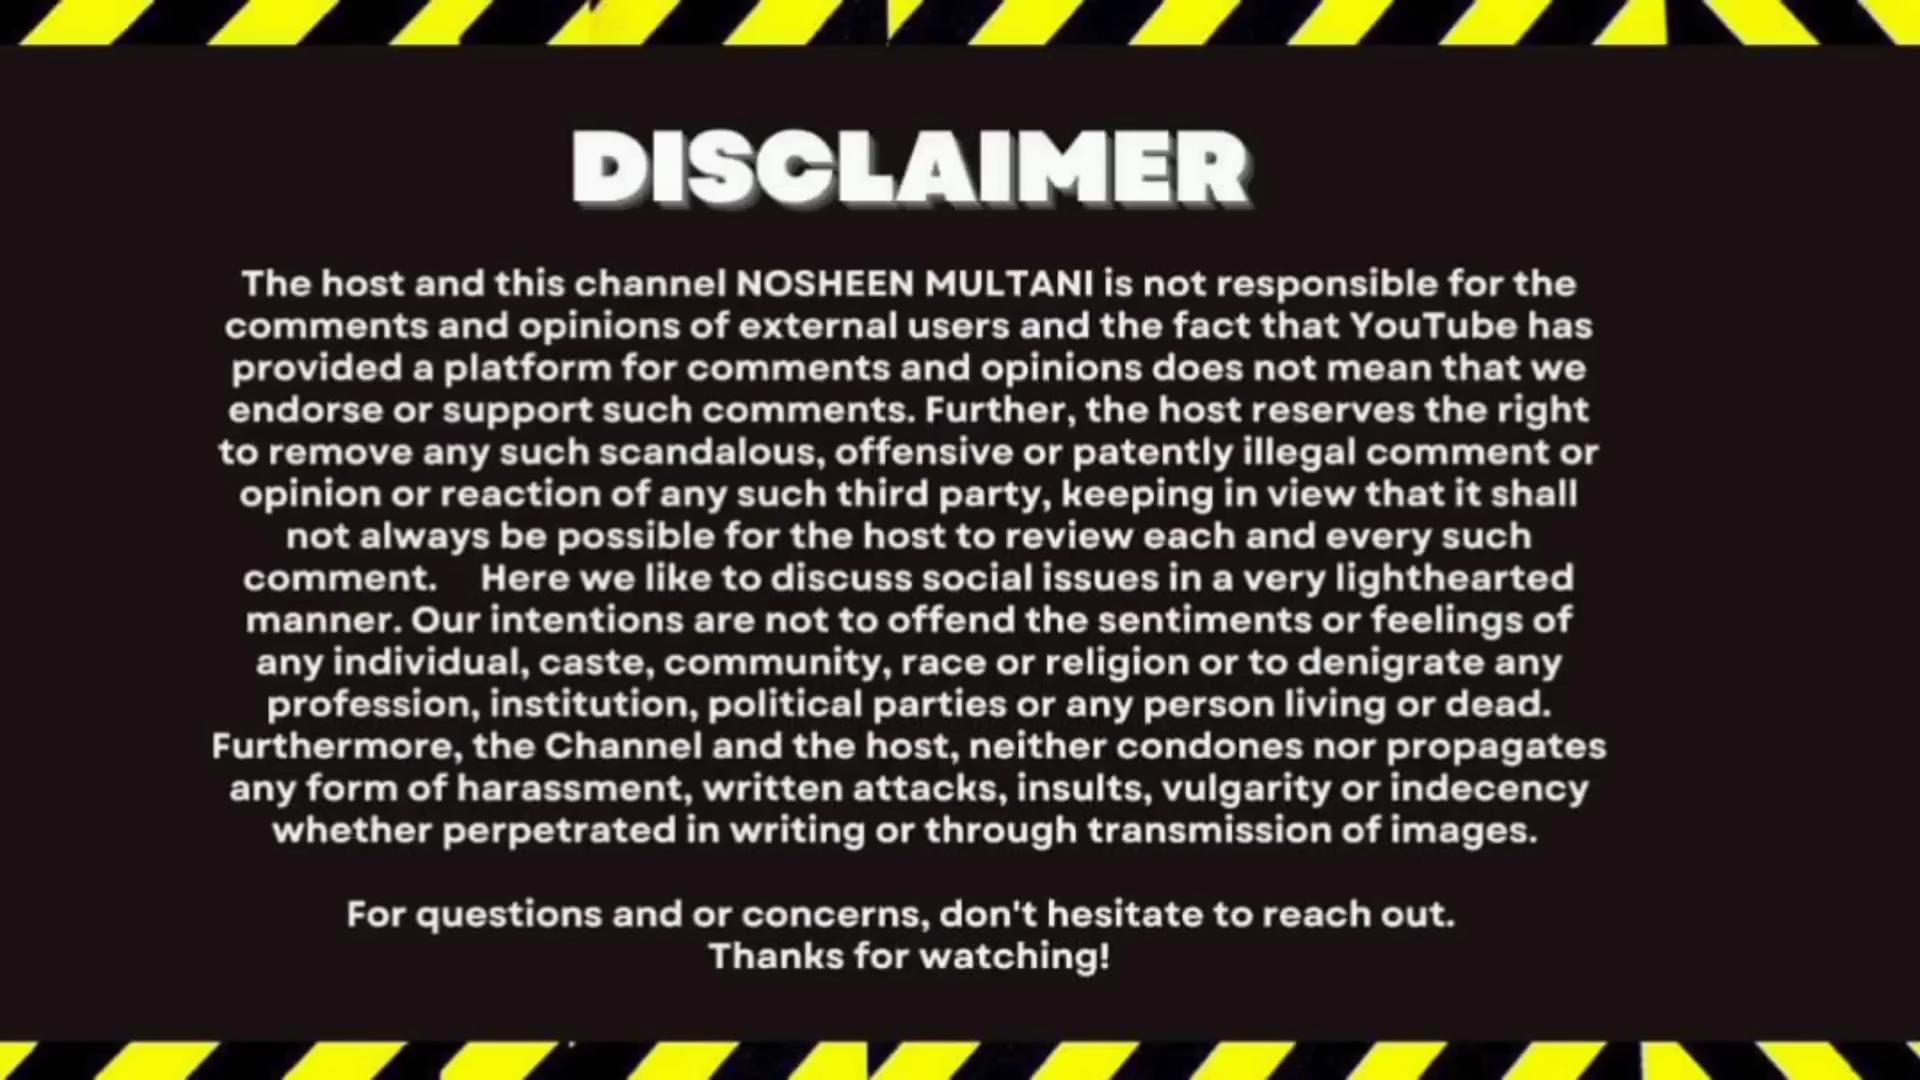 DISCLAIMER
The host and this channel NOSHEEN MULTANI is not responsible for the
comments and opinions of external users and the fact that YouTube has
provided a platform for comments and opinions does not mean that we
endorse or support such comments. Further, the host reserves the right
to remove any such scandalous, offensive or patently illegal comment or
opinion or reaction of any such third party, keeping in view that it shall
not always be possible for the host to review each and every such
comment. Here we like to discuss social issues in a very lighthearted
manner. Our intentions are not to offend the sentiments or feelings of
any individual, caste, community, race or religion or to denigrate any
profession, institution, political parties or any person living or dead.
Furthermore, the Channel and the host, neither condones nor propagates
any form of harassment, written attacks, insults, vulgarity or indecency
whether perpetrated in writing or through transmission of images.
For questions and or concerns, don't hesitate to reach out.
Thanks for watching!